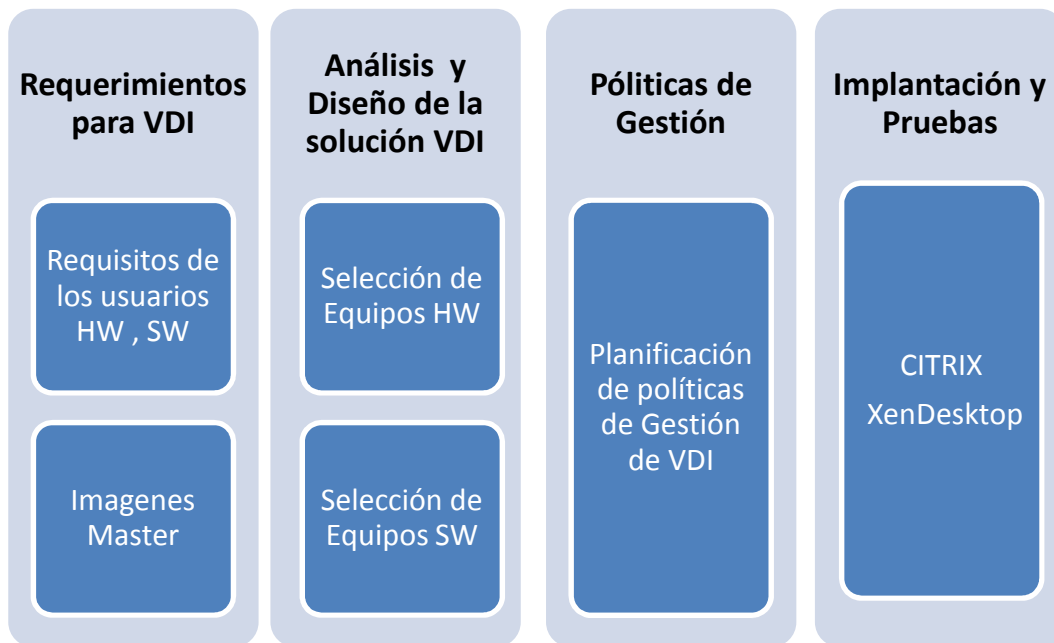 Requerimientos
para VDI
Requisitos de
los usuarios
HW , SW
Imagenes
Master
Análisis y
Diseño de la
solución VDI
Selección de
Equipos HW
Selección de
Equipos SW
Póliticas de
Gestión
Planificación
de políticas
de Gestión
de VDI
Implantación y
Pruebas
CITRIX
XenDesktop